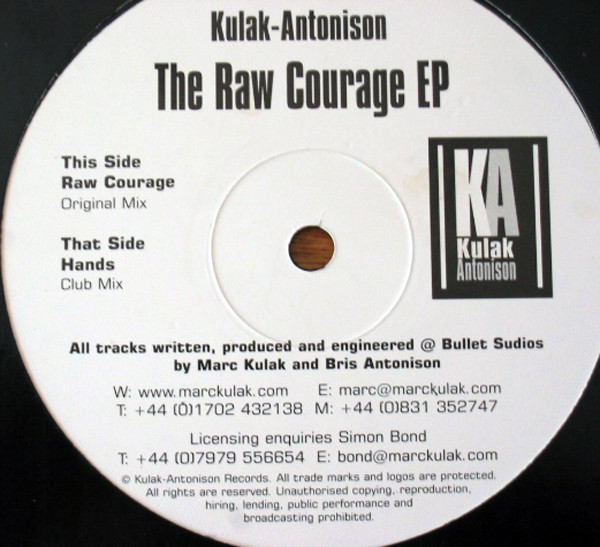 Kulak-Antonison
The Raw Courage EP
This Side
Raw Courage
Original Mix
That Side
Hands
Club Mix
KA
Kulak
Antonison
All tracks written, produced and engineered @ Bullet Sudios
by Marc Kulak and Bris Antonison
W: www.marckulak.com E: marc@marckulak.com
T: +44 (0)1702 432138 M: +44 (0)831 352747
Licensing enquiries Simon Bond
T: +44 (0)7979 556654 E: bond@marckulak.com
© Kulak-Antonison Records. All trade marks and logos are protected.
All rights are reserved. Unauthorised copying, reproduction,
hiring, lending, public performance and
broadcasting prohibited.